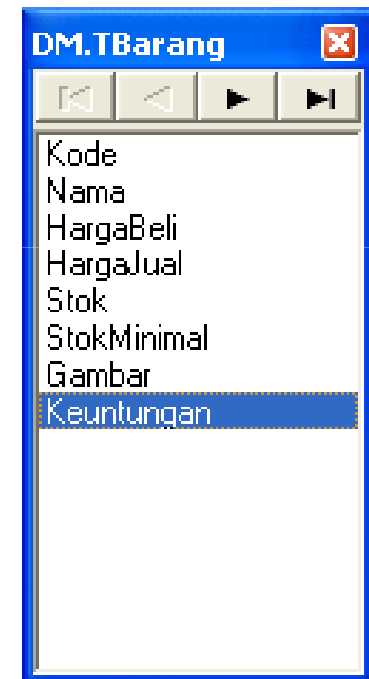 DM.TBarang
Kode
Nama
HargaBeli
HargaJual
Stok
StokMinimal
Gambar
Keuntungan